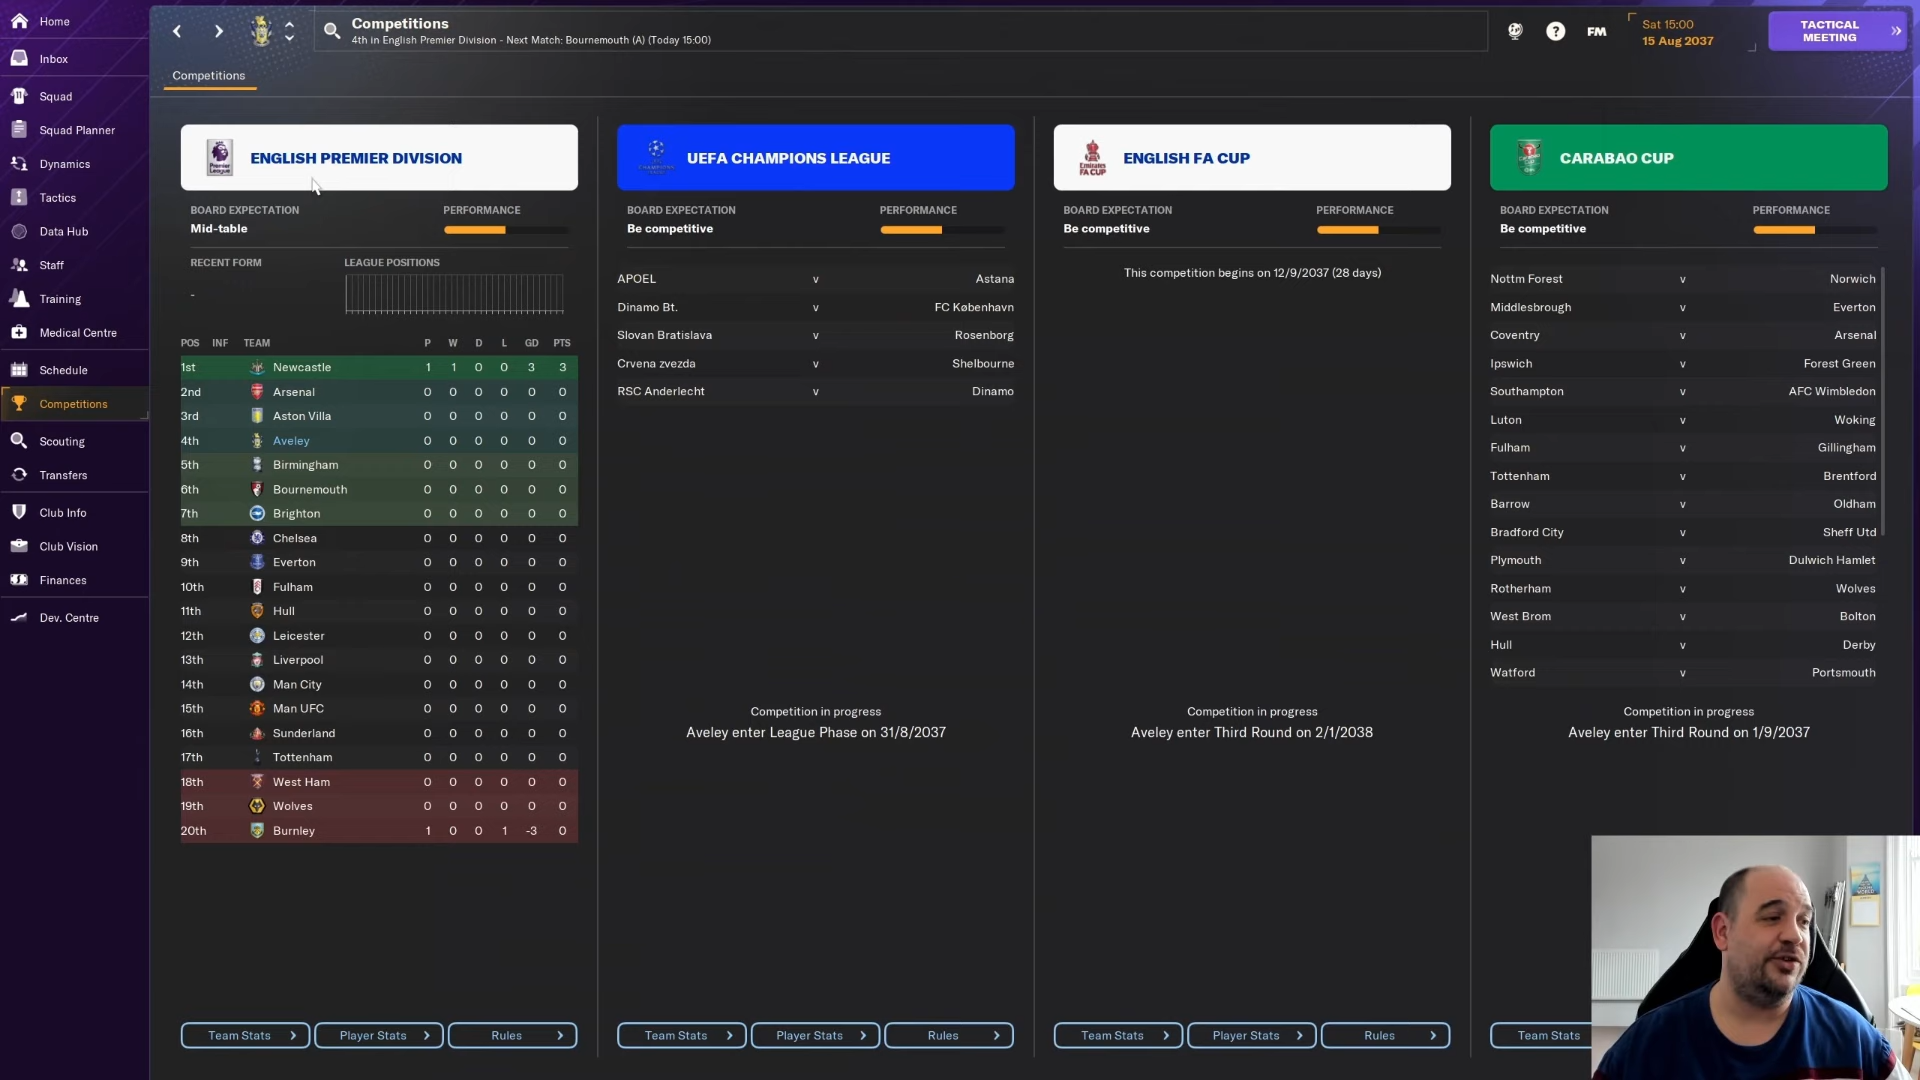 Home
Inbox
Squad
Squad Planner
Dynamics
Tactics
Data Hub
Staff
Training
Medical Centre
Schedule
Competitions
Scouting
Transfers
Club Info
Club Vision
Finances
Dev. Centre
Competitions
4th in English Premier Division - Next Match: Bournemouth (A) (Today 15:00)
FM
Sat 15:00
15 Aug 2037
TACTICAL MEETING
Competitions
ENGLISH PREMIER DIVISION
BOARD EXPECTATION PERFORMANCE
Mid-table
RECENT FORM LEAGUE POSITIONS
-
POS INF TEAM P W D L GD PTS
1st Newcastle 1 1 0 0 3 3
2nd Arsenal 0 0 0 0 0 0
3rd Aston Villa 0 0 0 0 0 0
4th Aveley 0 0 0 0 0 0
5th Birmingham 0 0 0 0 0 0
6th Bournemouth 0 0 0 0 0 0
7th Brighton 0 0 0 0 0 0
8th Chelsea 0 0 0 0 0 0
9th Everton 0 0 0 0 0 0
10th Fulham 0 0 0 0 0 0
11th Hull 0 0 0 0 0 0
12th Leicester 0 0 0 0 0 0
13th Liverpool 0 0 0 0 0 0
14th Man City 0 0 0 0 0 0
15th Man UFC 0 0 0 0 0 0
16th Sunderland 0 0 0 0 0 0
17th Tottenham 0 0 0 0 0 0
18th West Ham 0 0 0 0 0 0
19th Wolves 0 0 0 0 0 0
20th Burnley 1 0 0 1 -3 0
Team Stats Player Stats Rules
UEFA CHAMPIONS LEAGUE
BOARD EXPECTATION PERFORMANCE
Be competitive
APOEL v Astana
Dinamo Bt. v FC København
Slovan Bratislava v Rosenborg
Crvena zvezda v Shelbourne
RSC Anderlecht v Dinamo
Competition in progress
Aveley enter League Phase on 31/8/2037
Team Stats Player Stats Rules
Emirates
FA CUP
ENGLISH FA CUP
BOARD EXPECTATION PERFORMANCE
Be competitive
This competition begins on 12/9/2037 (28 days)
Competition in progress
Aveley enter Third Round on 2/1/2038
Team Stats Player Stats Rules
CARABAO CUP
BOARD EXPECTATION PERFORMANCE
Be competitive
Nottm Forest v Norwich
Middlesbrough v Everton
Coventry v Arsenal
Ipswich v Forest Green
Southampton v AFC Wimbledon
Luton v Woking
Fulham v Gillingham
Tottenham v Brentford
Barrow v Oldham
Bradford City v Sheff Utd
Plymouth v Dulwich Hamlet
Rotherham v Wolves
West Brom v Bolton
Hull v Derby
Watford v Portsmouth
Competition in progress
Aveley enter Third Round on 1/9/2037
Team Stats